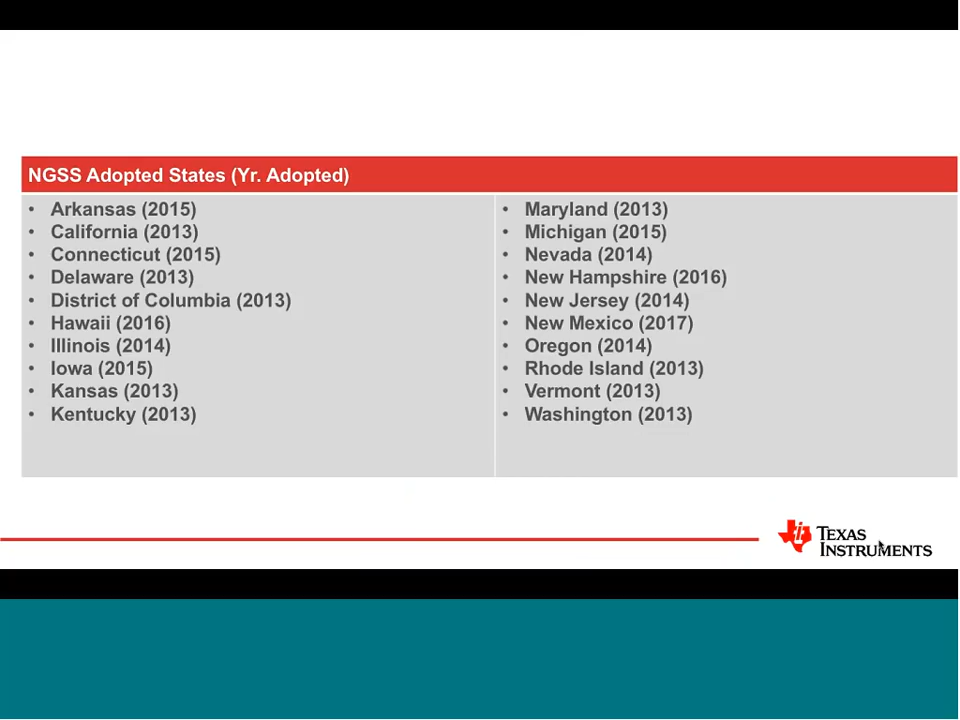 NGSS Adopted States (Yr. Adopted)
• Arkansas (2015)
• California (2013)
• Connecticut (2015)
• Delaware (2013)
• District of Columbia (2013)
• Hawaii (2016)
• Illinois (2014)
• Iowa (2015)
• Kansas (2013)
• Kentucky (2013)
• Maryland (2013)
• Michigan (2015)
• Nevada (2014)
• New Hampshire (2016)
• New Jersey (2014)
• New Mexico (2017)
• Oregon (2014)
• Rhode Island (2013)
• Vermont (2013)
• Washington (2013)
TEXAS
INSTRUMENTS